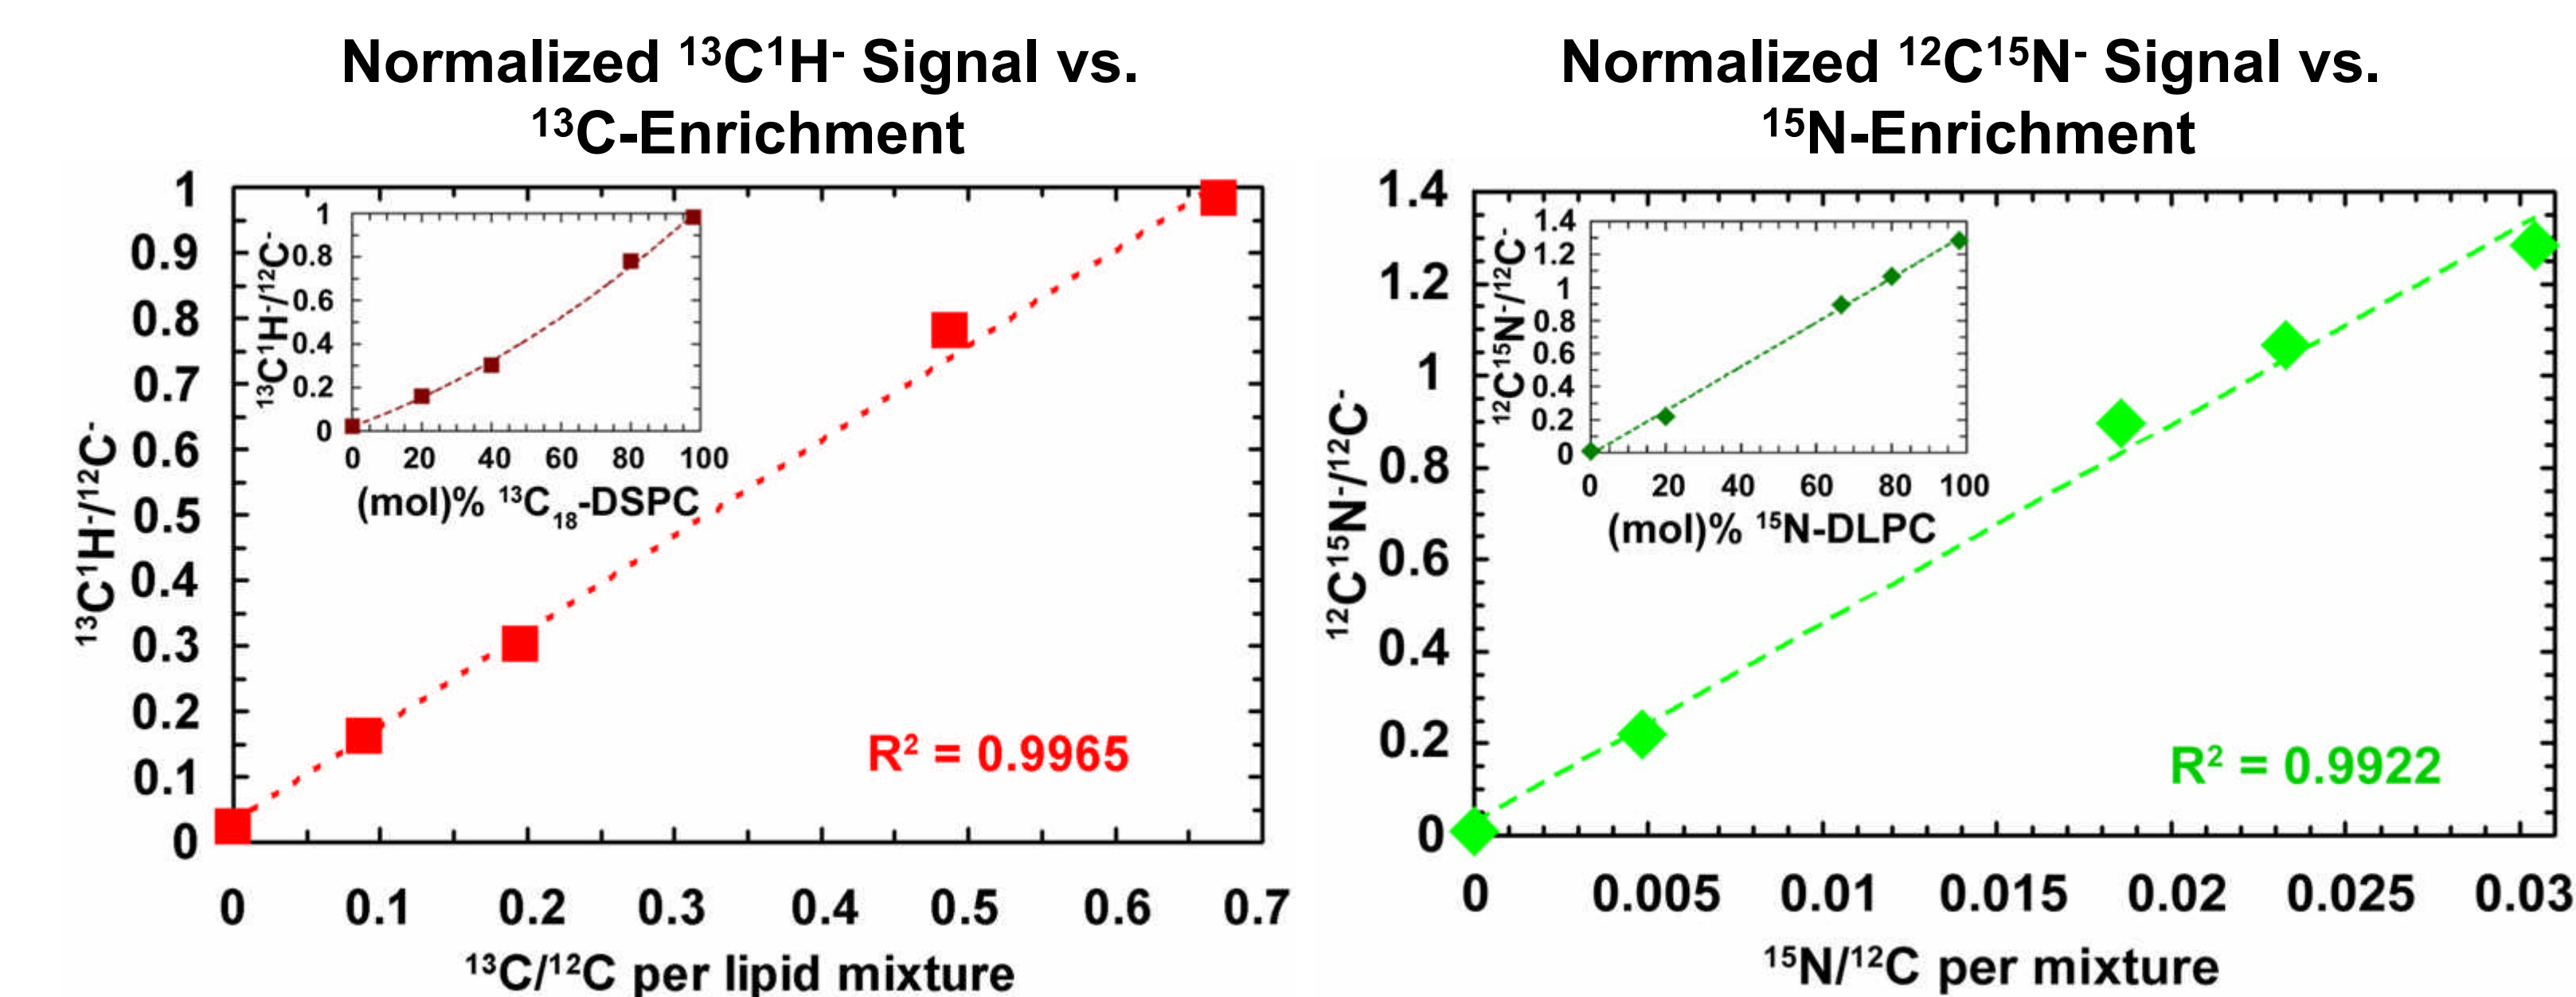 Normalized ¹³C¹H⁻ Signal vs.
¹³C-Enrichment
1
0.9
0.8
0.7
0.6
0.5
0.4
0.3
0.2
0.1
0
¹³C¹H⁻/¹²C⁻
1
0.8
0.6
0.4
0.2
0
¹³C¹H⁻/¹²C⁻
0 20 40 60 80 100
(mol)% ¹³C₁₈-DSPC
R² = 0.9965
0 0.1 0.2 0.3 0.4 0.5 0.6 0.7
¹³C/¹²C per lipid mixture
Normalized ¹²C¹⁵N⁻ Signal vs.
¹⁵N-Enrichment
1.4
1.2
1
0.8
0.6
0.4
0.2
0
¹²C¹⁵N⁻/¹²C⁻
1.4
1.2
1
0.8
0.6
0.4
0.2
0
¹²C¹⁵N⁻/¹²C⁻
0 20 40 60 80 100
(mol)% ¹⁵N-DLPC
R² = 0.9922
0 0.005 0.01 0.015 0.02 0.025 0.03
¹⁵N/¹²C per mixture